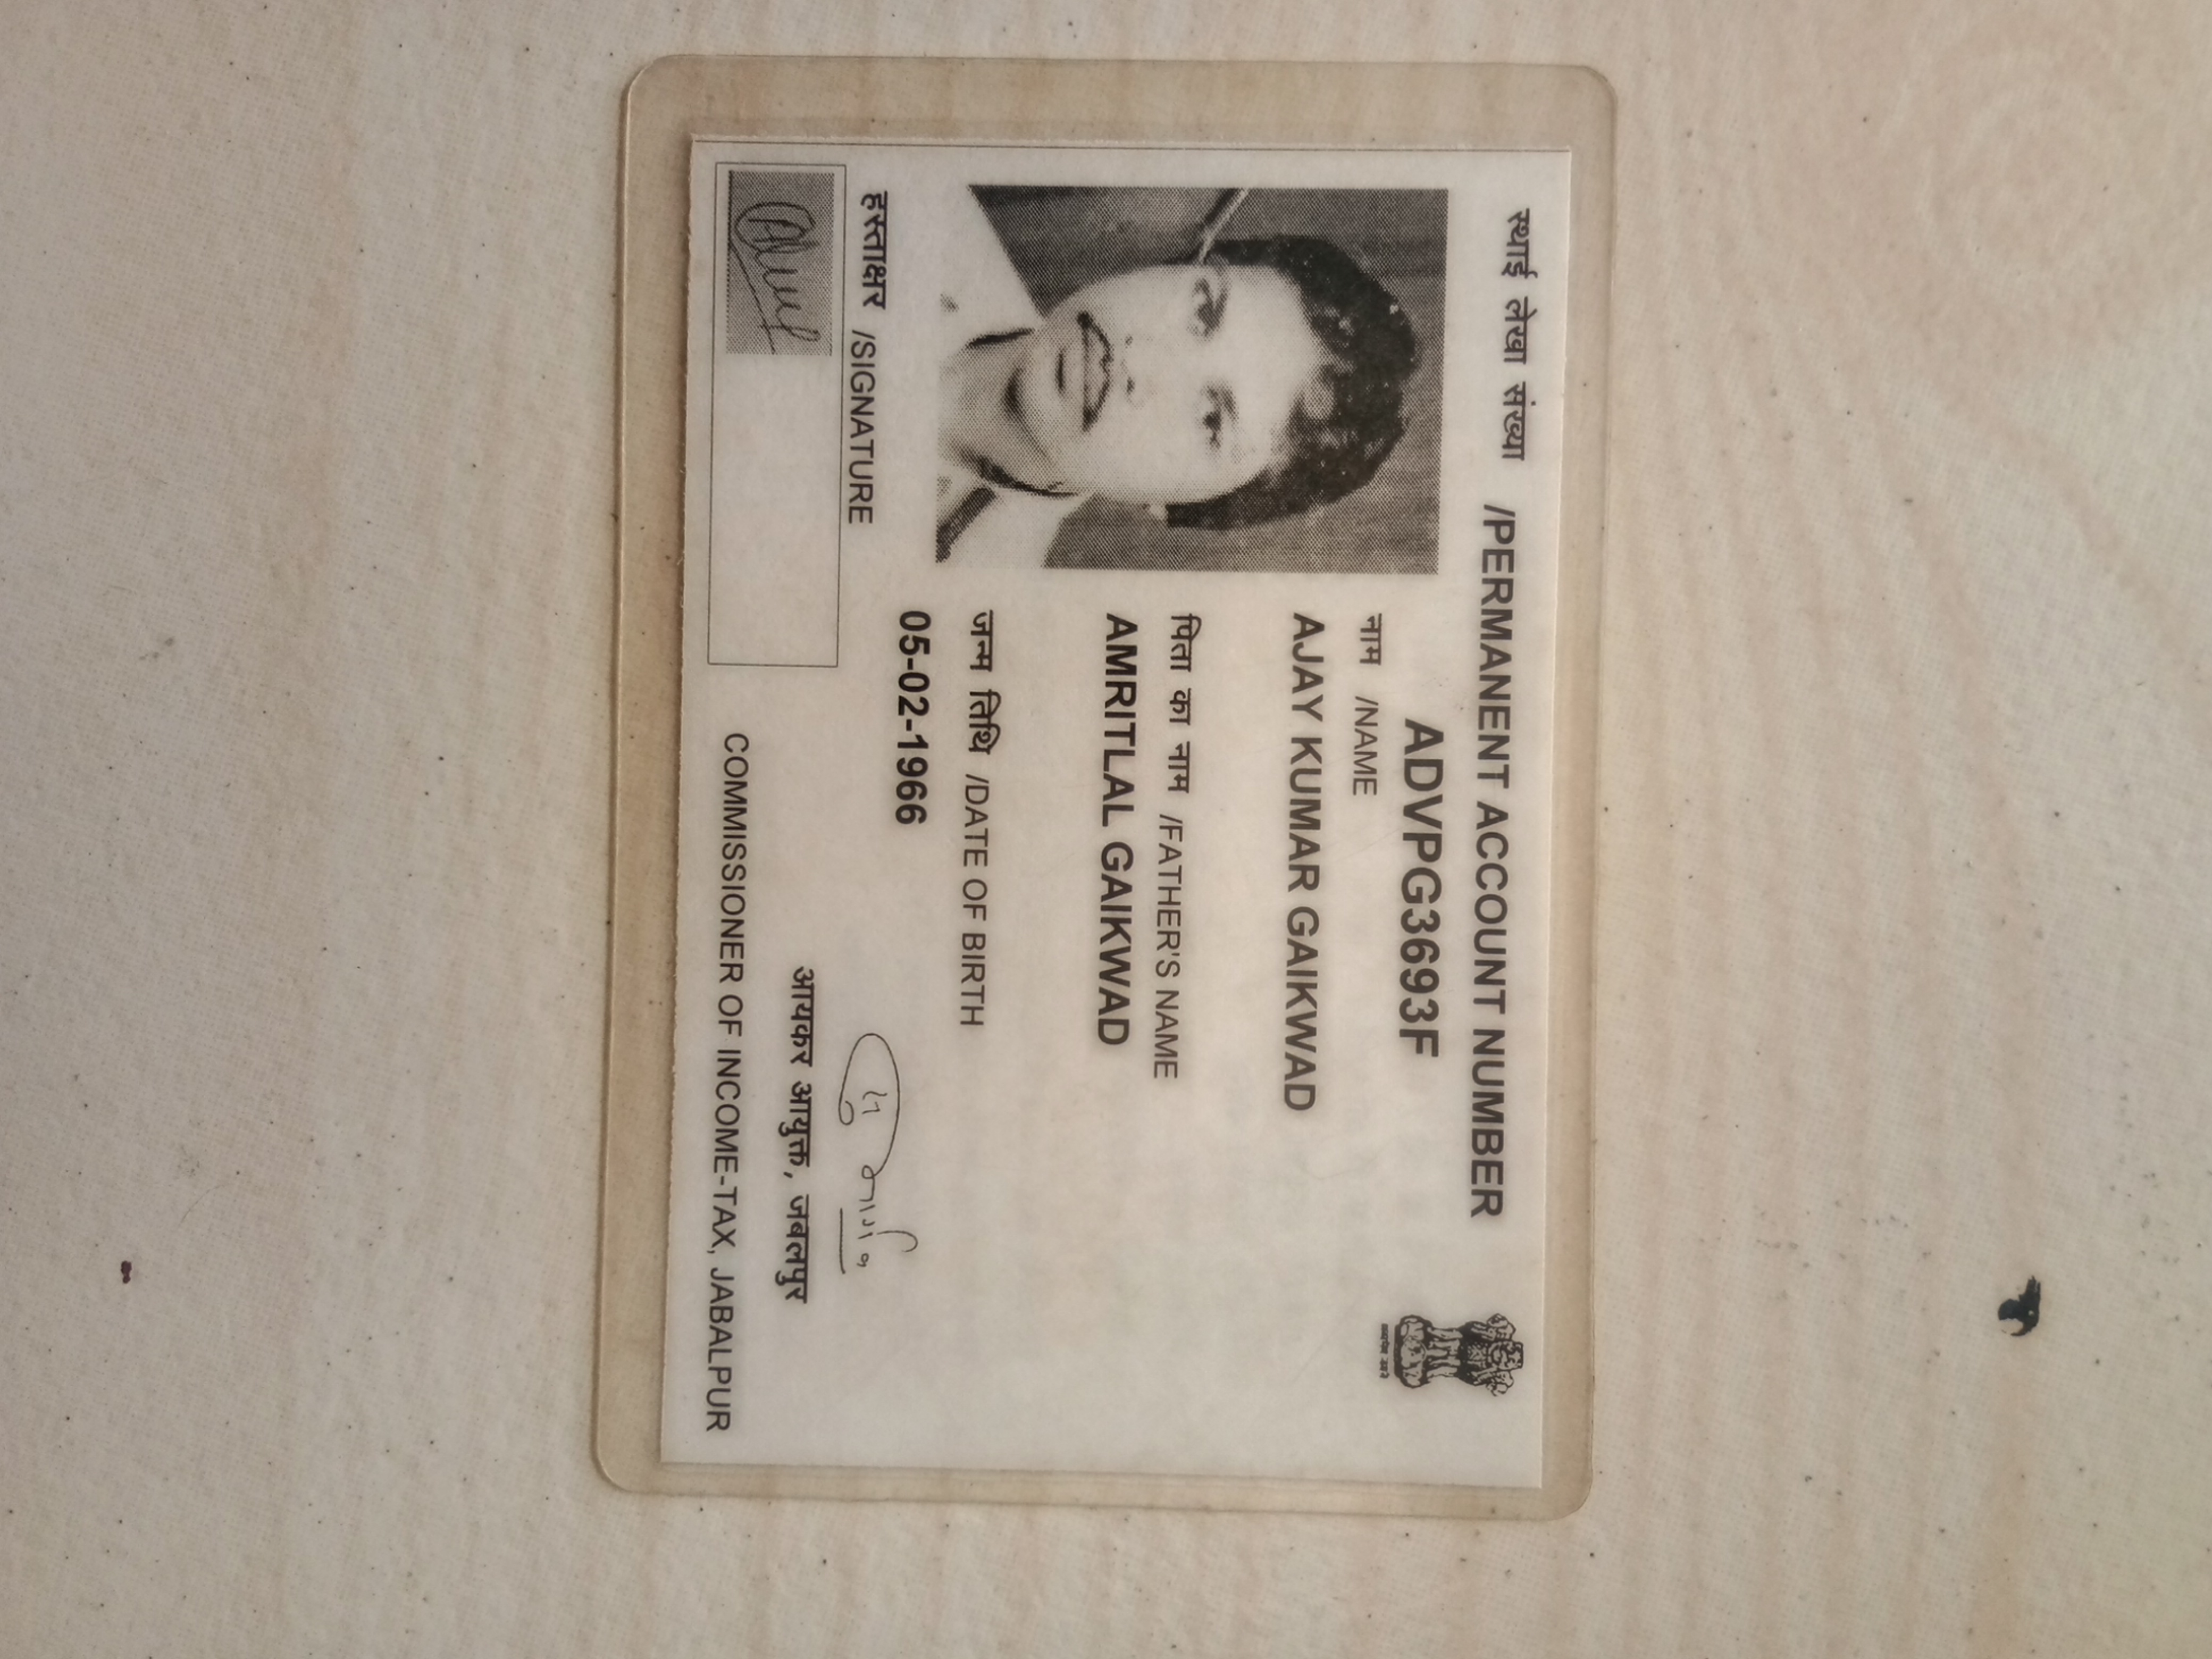 स्थाई लेखा संख्या /PERMANENT ACCOUNT NUMBER
ADVPG3693F
नाम /NAME
AJAY KUMAR GAIKWAD
पिता का नाम /FATHER'S NAME
AMRITLAL GAIKWAD
जन्म तिथि /DATE OF BIRTH
05-02-1966
हस्ताक्षर /SIGNATURE
आयकर आयुक्त, जबलपुर
COMMISSIONER OF INCOME-TAX, JABALPUR